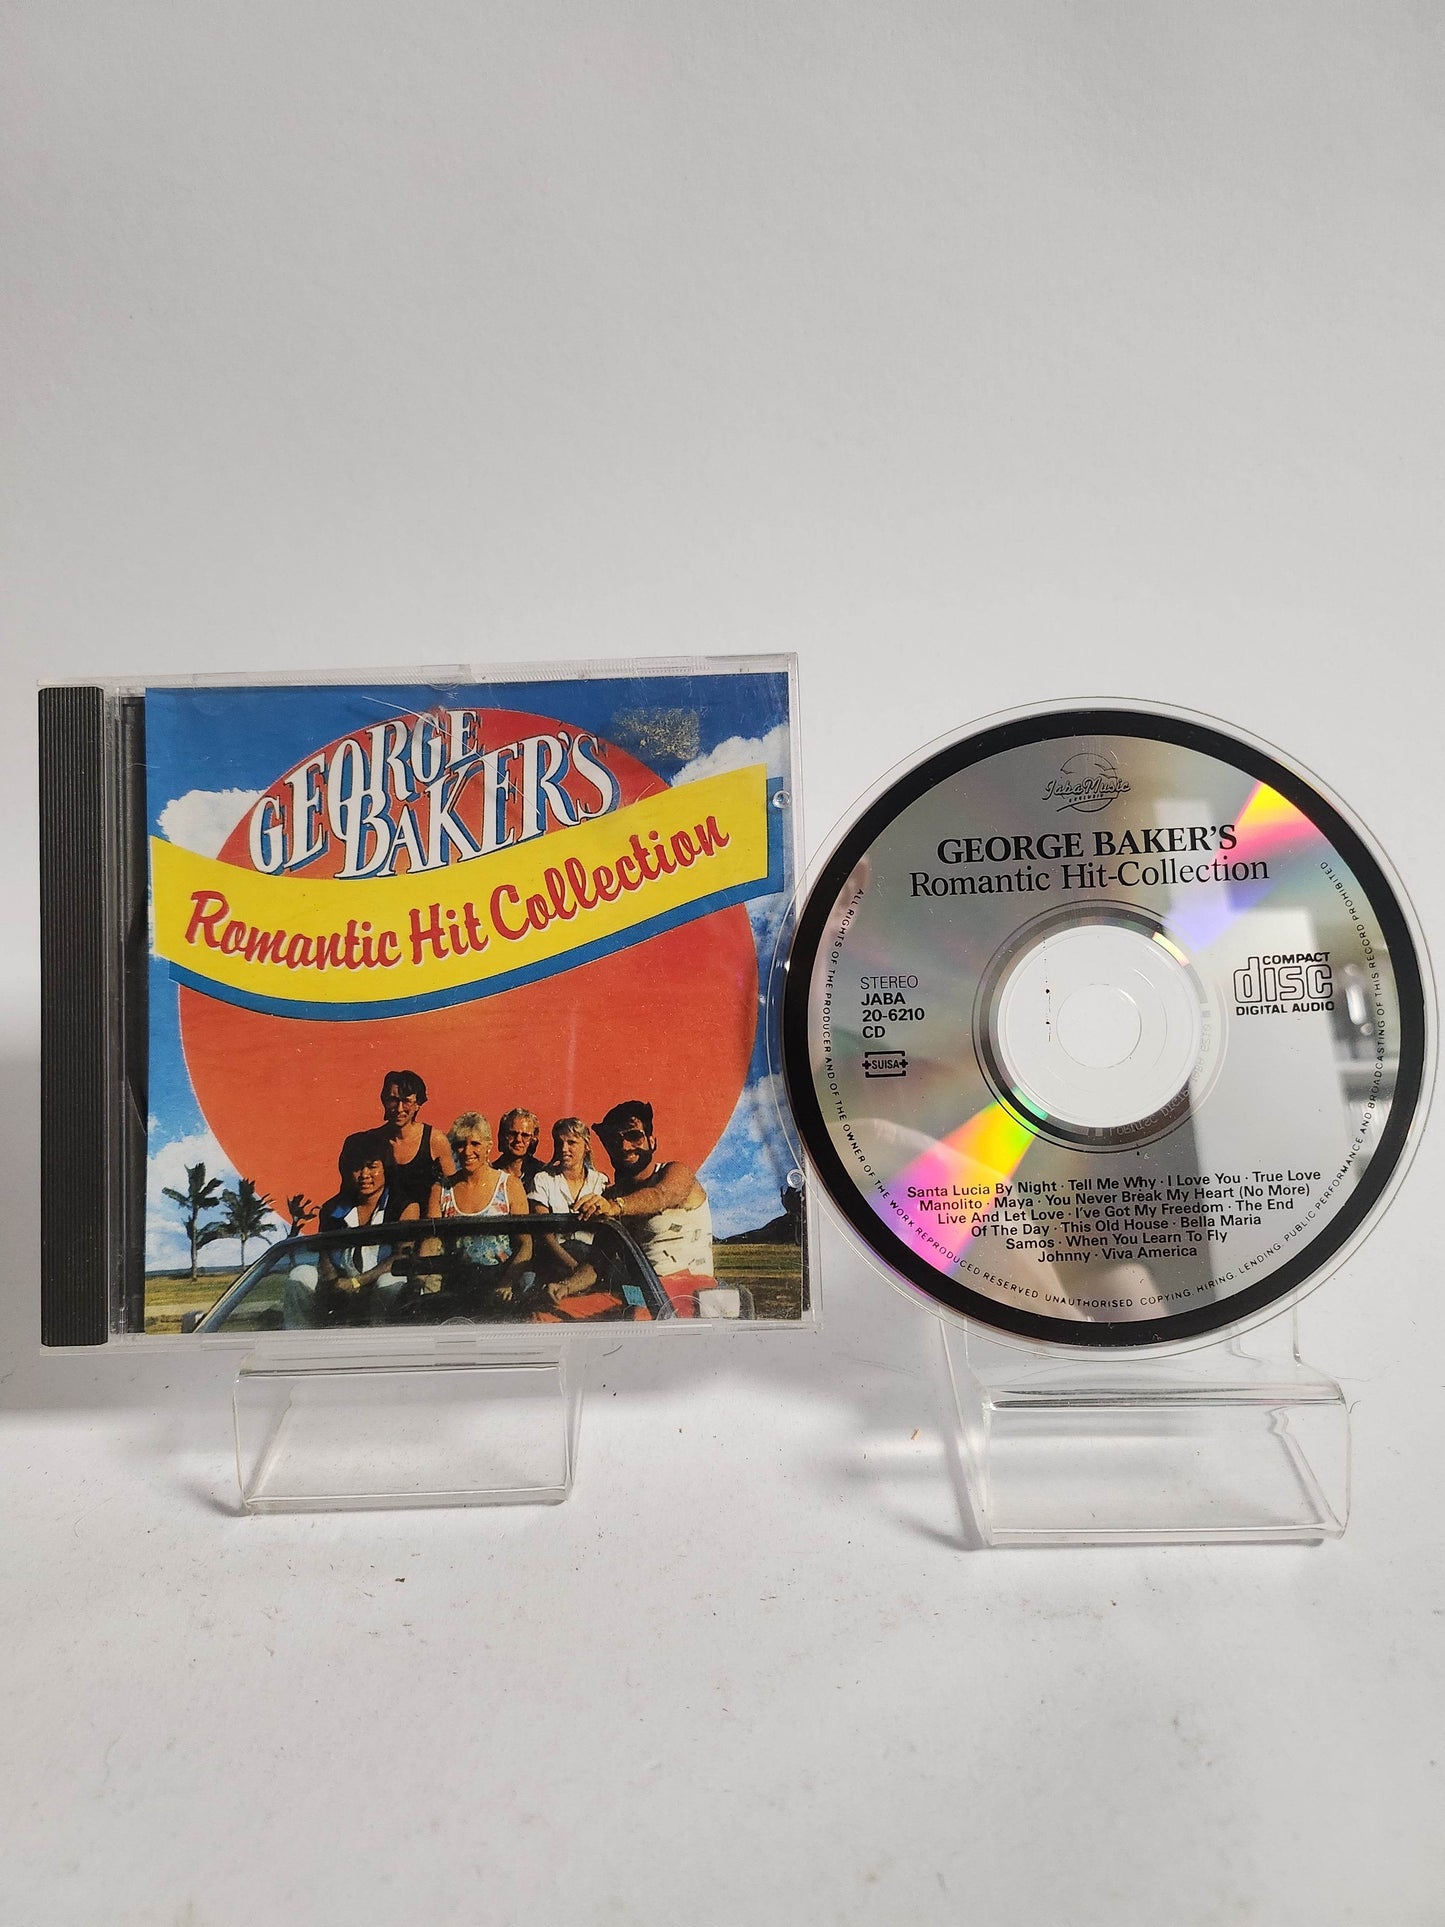 GEORGE
BAKER'S
Romantic Hit Collection
Jaba Music
GEORGE BAKER'S
Romantic Hit-Collection
STEREO
JABA
20-6210
CD
SUISA
COMPACT
disc
DIGITAL AUDIO
Santa Lucia By Night · Tell Me Why · I Love You · True Love
Manolito · Maya · You Never Break My Heart (No More)
Live And Let Love · I've Got My Freedom · The End
Of The Day · This Old House · Bella Maria
Samos · When You Learn To Fly
Johnny · Viva America
ALL RIGHTS OF THE PRODUCER AND OF THE OWNER OF THE WORK REPRODUCED RESERVED. UNAUTHORISED COPYING, HIRING, LENDING, PUBLIC PERFORMANCE AND BROADCASTING OF THIS RECORD PROHIBITED